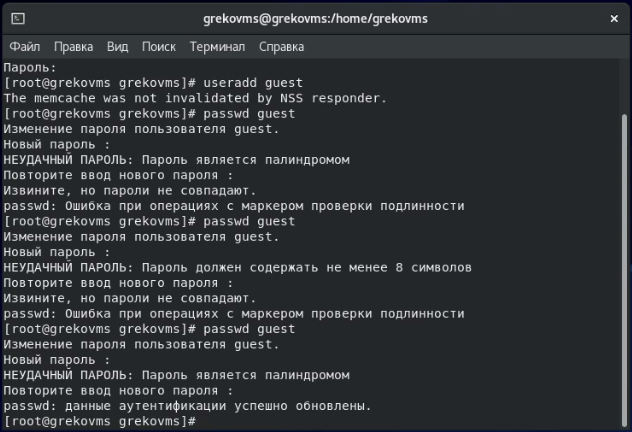 grekovms@grekovms:/home/grekovms
Файл Правка Вид Поиск Терминал Справка
Пароль:
[root@grekovms grekovms]# useradd guest
The memcache was not invalidated by NSS responder.
[root@grekovms grekovms]# passwd guest
Изменение пароля пользователя guest.
Новый пароль :
НЕУДАЧНЫЙ ПАРОЛЬ: Пароль является палиндромом
Повторите ввод нового пароля :
Извините, но пароли не совпадают.
passwd: Ошибка при операциях с маркером проверки подлинности
[root@grekovms grekovms]# passwd guest
Изменение пароля пользователя guest.
Новый пароль :
НЕУДАЧНЫЙ ПАРОЛЬ: Пароль должен содержать не менее 8 символов
Повторите ввод нового пароля :
Извините, но пароли не совпадают.
passwd: Ошибка при операциях с маркером проверки подлинности
[root@grekovms grekovms]# passwd guest
Изменение пароля пользователя guest.
Новый пароль :
НЕУДАЧНЫЙ ПАРОЛЬ: Пароль является палиндромом
Повторите ввод нового пароля :
passwd: данные аутентификации успешно обновлены.
[root@grekovms grekovms]#